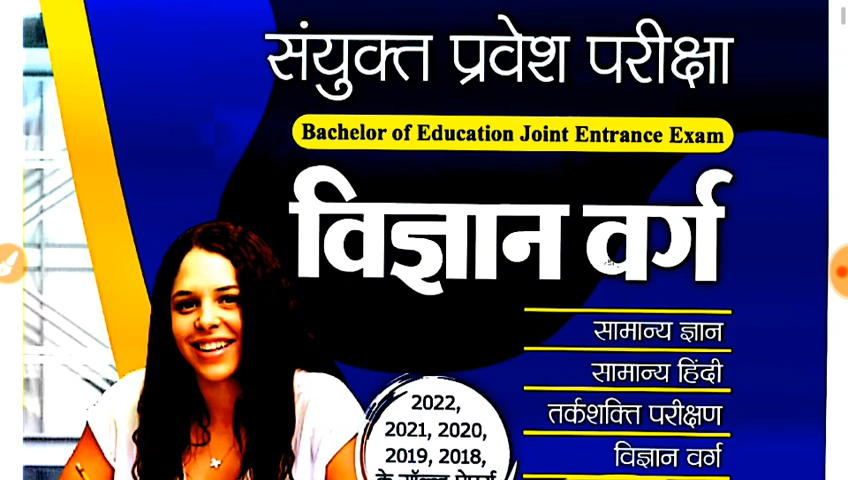 संयुक्त प्रवेश परीक्षा
Bachelor of Education Joint Entrance Exam
विज्ञान वर्ग
सामान्य ज्ञान
सामान्य हिंदी
तर्कशक्ति परीक्षण
विज्ञान वर्ग
2022,
2021, 2020,
2019, 2018,
के